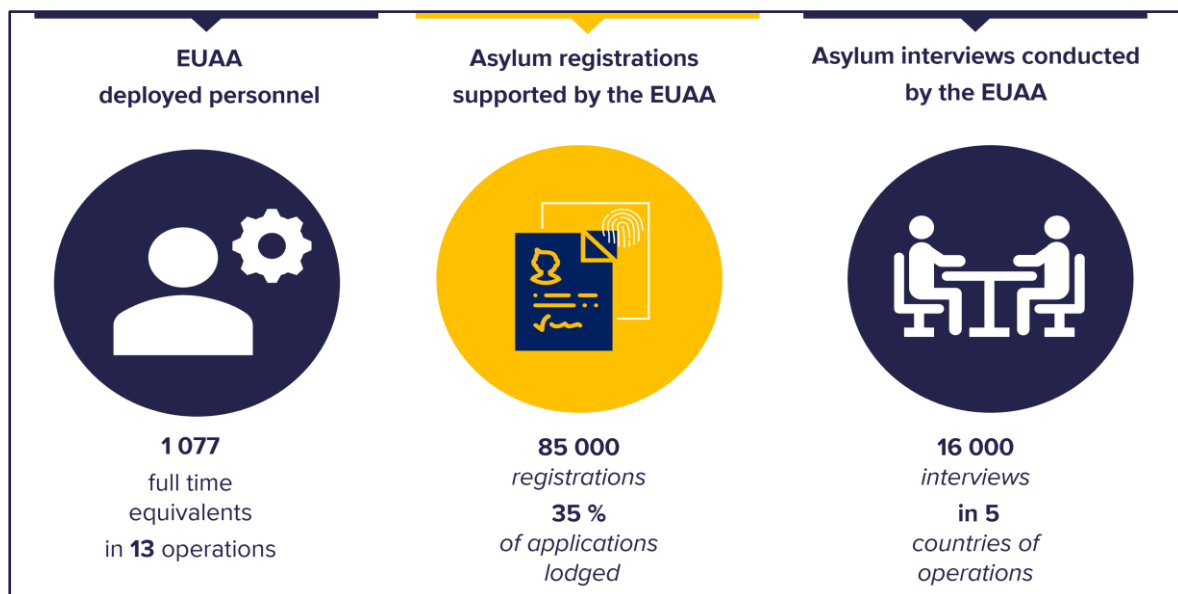 EUAA
deployed personnel
1 077
full time
equivalents
in 13 operations
Asylum registrations
supported by the EUAA
85 000
registrations
35 %
of applications
lodged
Asylum interviews conducted
by the EUAA
16 000
interviews
in 5
countries of
operations